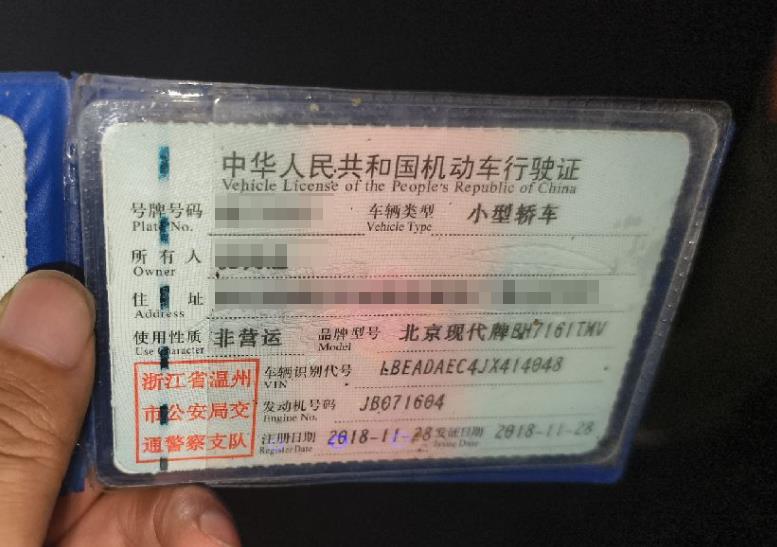 中华人民共和国机动车行驶证
Vehicle License of the People's Republic of China
号牌号码 车辆类型 小型轿车
Plate No. Vehicle Type
所有人
Owner
住址
Address
使用性质 非营运 品牌型号 北京现代牌BH7161TMV
Use Character Model
浙江省温州
市公安局交
通警察支队
车辆识别代号 LBEADAEC4JX414048
VIN
发动机号码 JB071604
Engine No.
注册日期 2018-11-28 发证日期 2018-11-28
Register Date Issue Date